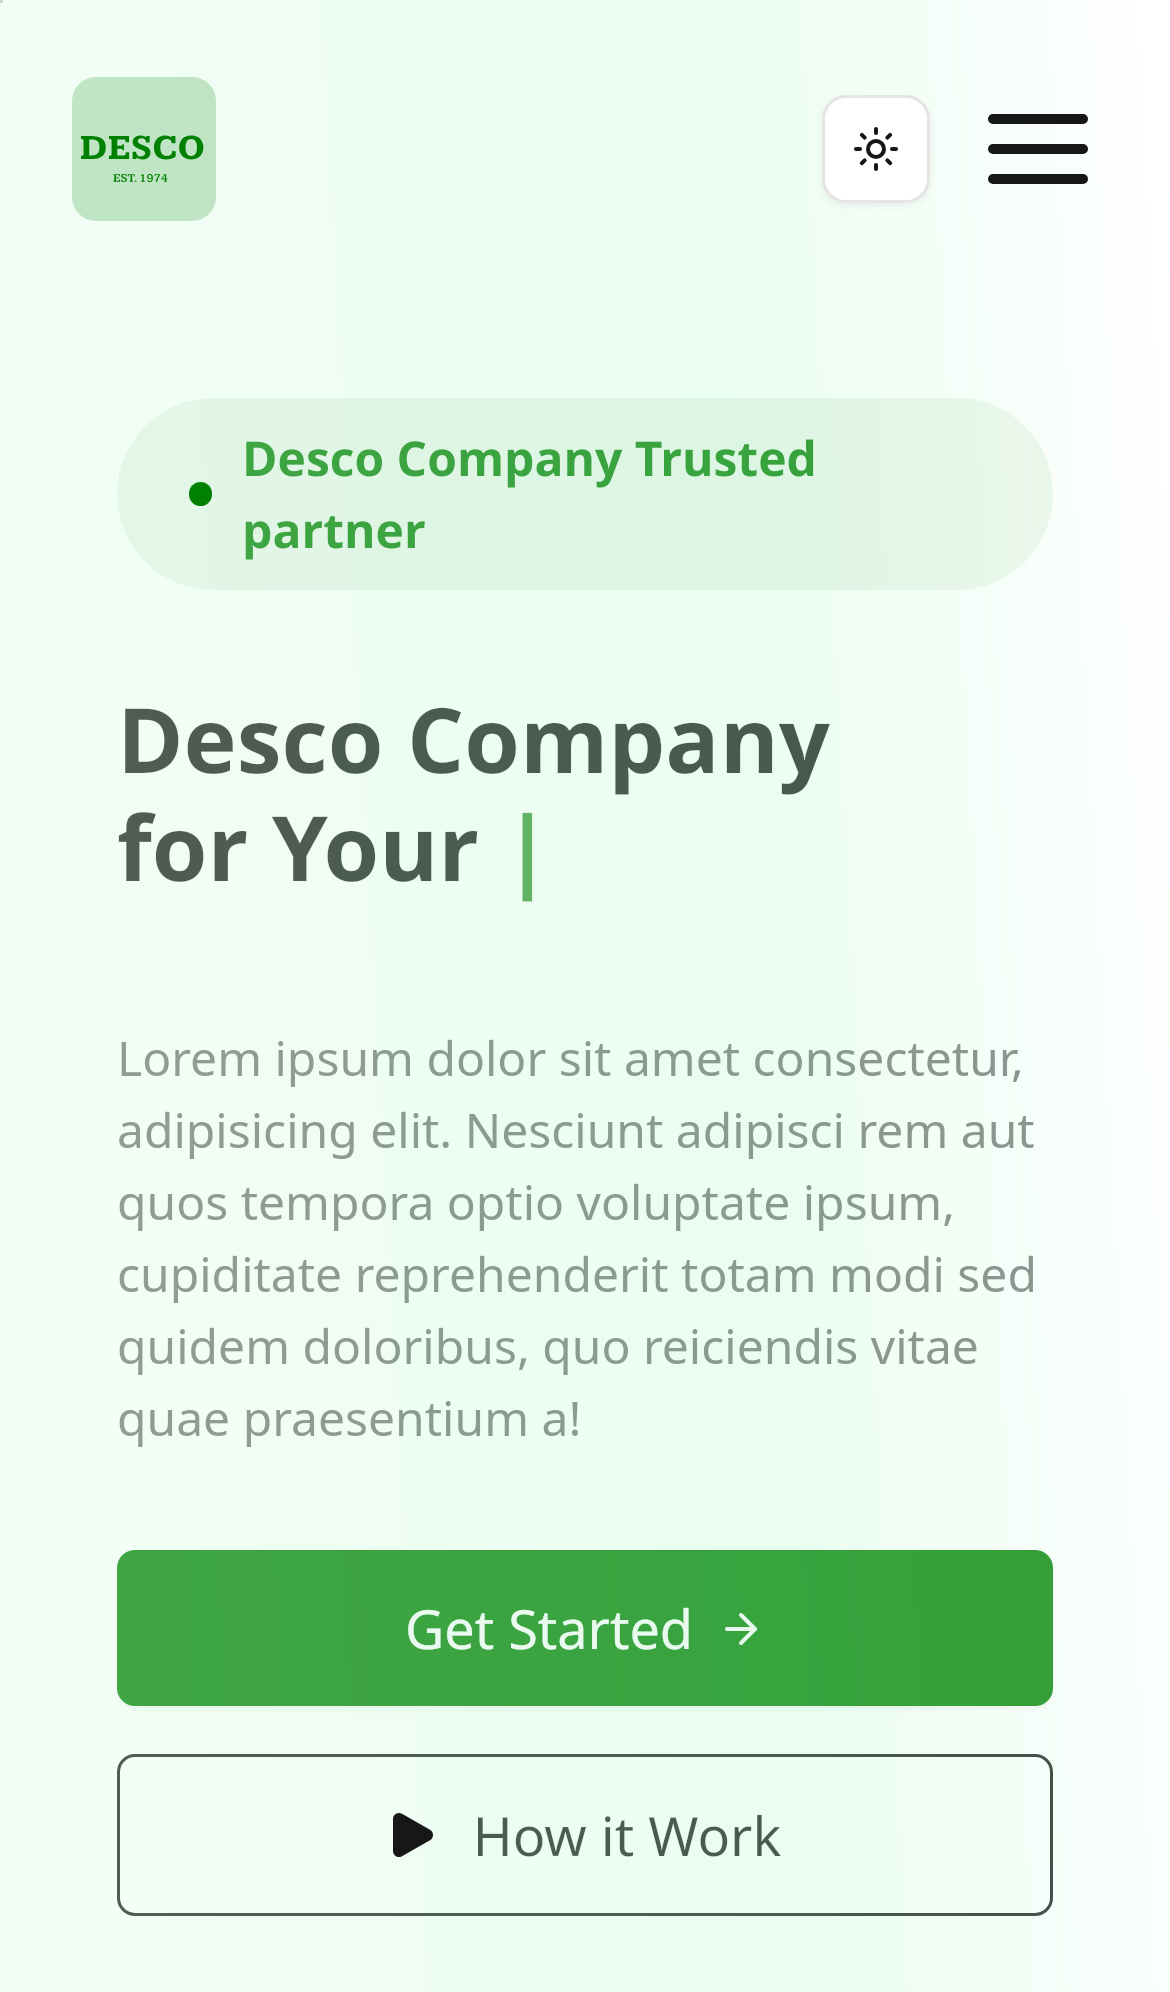 DESCO
EST. 1974
Desco Company Trusted
partner
Desco Company
for Your |
Lorem ipsum dolor sit amet consectetur,
adipisicing elit. Nesciunt adipisci rem aut
quos tempora optio voluptate ipsum,
cupiditate reprehenderit totam modi sed
quidem doloribus, quo reiciendis vitae
quae praesentium a!
Get Started
How it Work